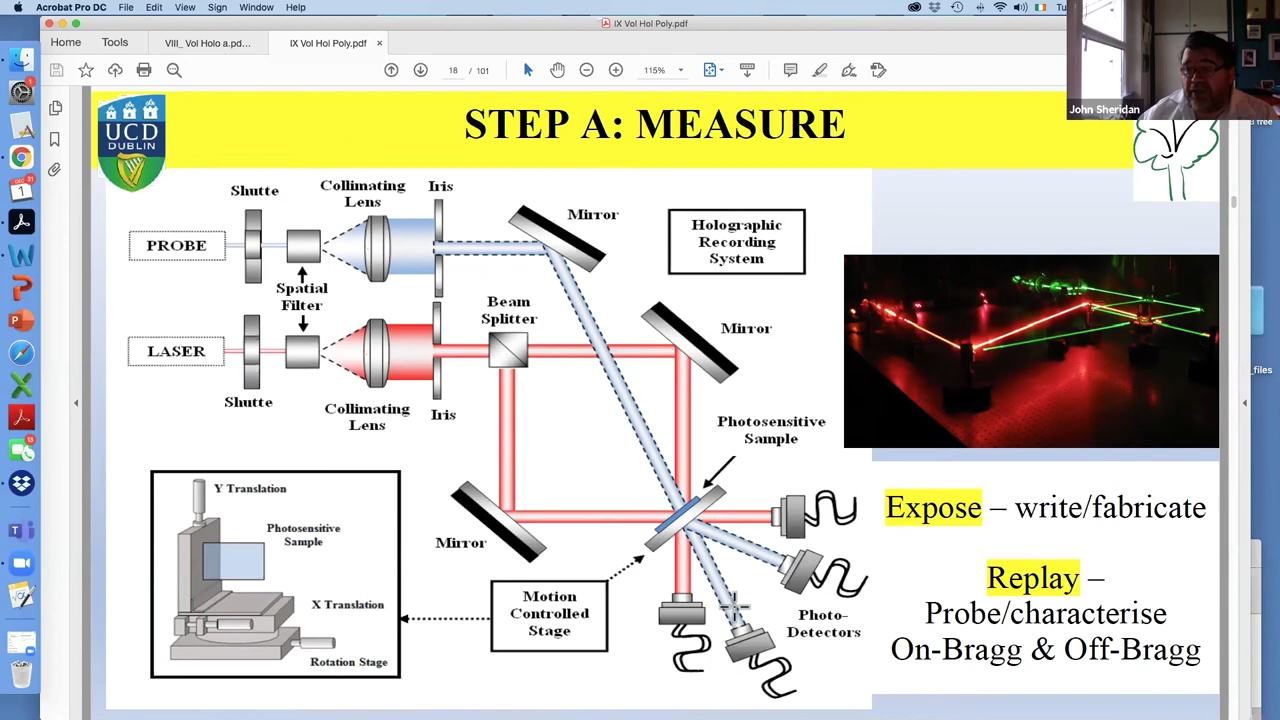 Acrobat Pro DC File Edit View Sign Window Help
IX Vol Hol Poly.pdf
Home Tools VIII_ Vol Holo a.pd... IX Vol Hol Poly.pdf ×
18 / 101 115%
John Sheridan
UCD
DUBLIN
STEP A: MEASURE
Shutte
Collimating
Lens
Iris
Mirror
Holographic
Recording
System
PROBE
Spatial
Filter
Beam
Splitter
Mirror
LASER
Shutte
Collimating
Lens
Iris
Photosensitive
Sample
Y Translation
Photosensitive
Sample
X Translation
Rotation Stage
Mirror
Motion
Controlled
Stage
Photo-
Detectors
Expose – write/fabricate
Replay –
Probe/characterise
On-Bragg & Off-Bragg
_files